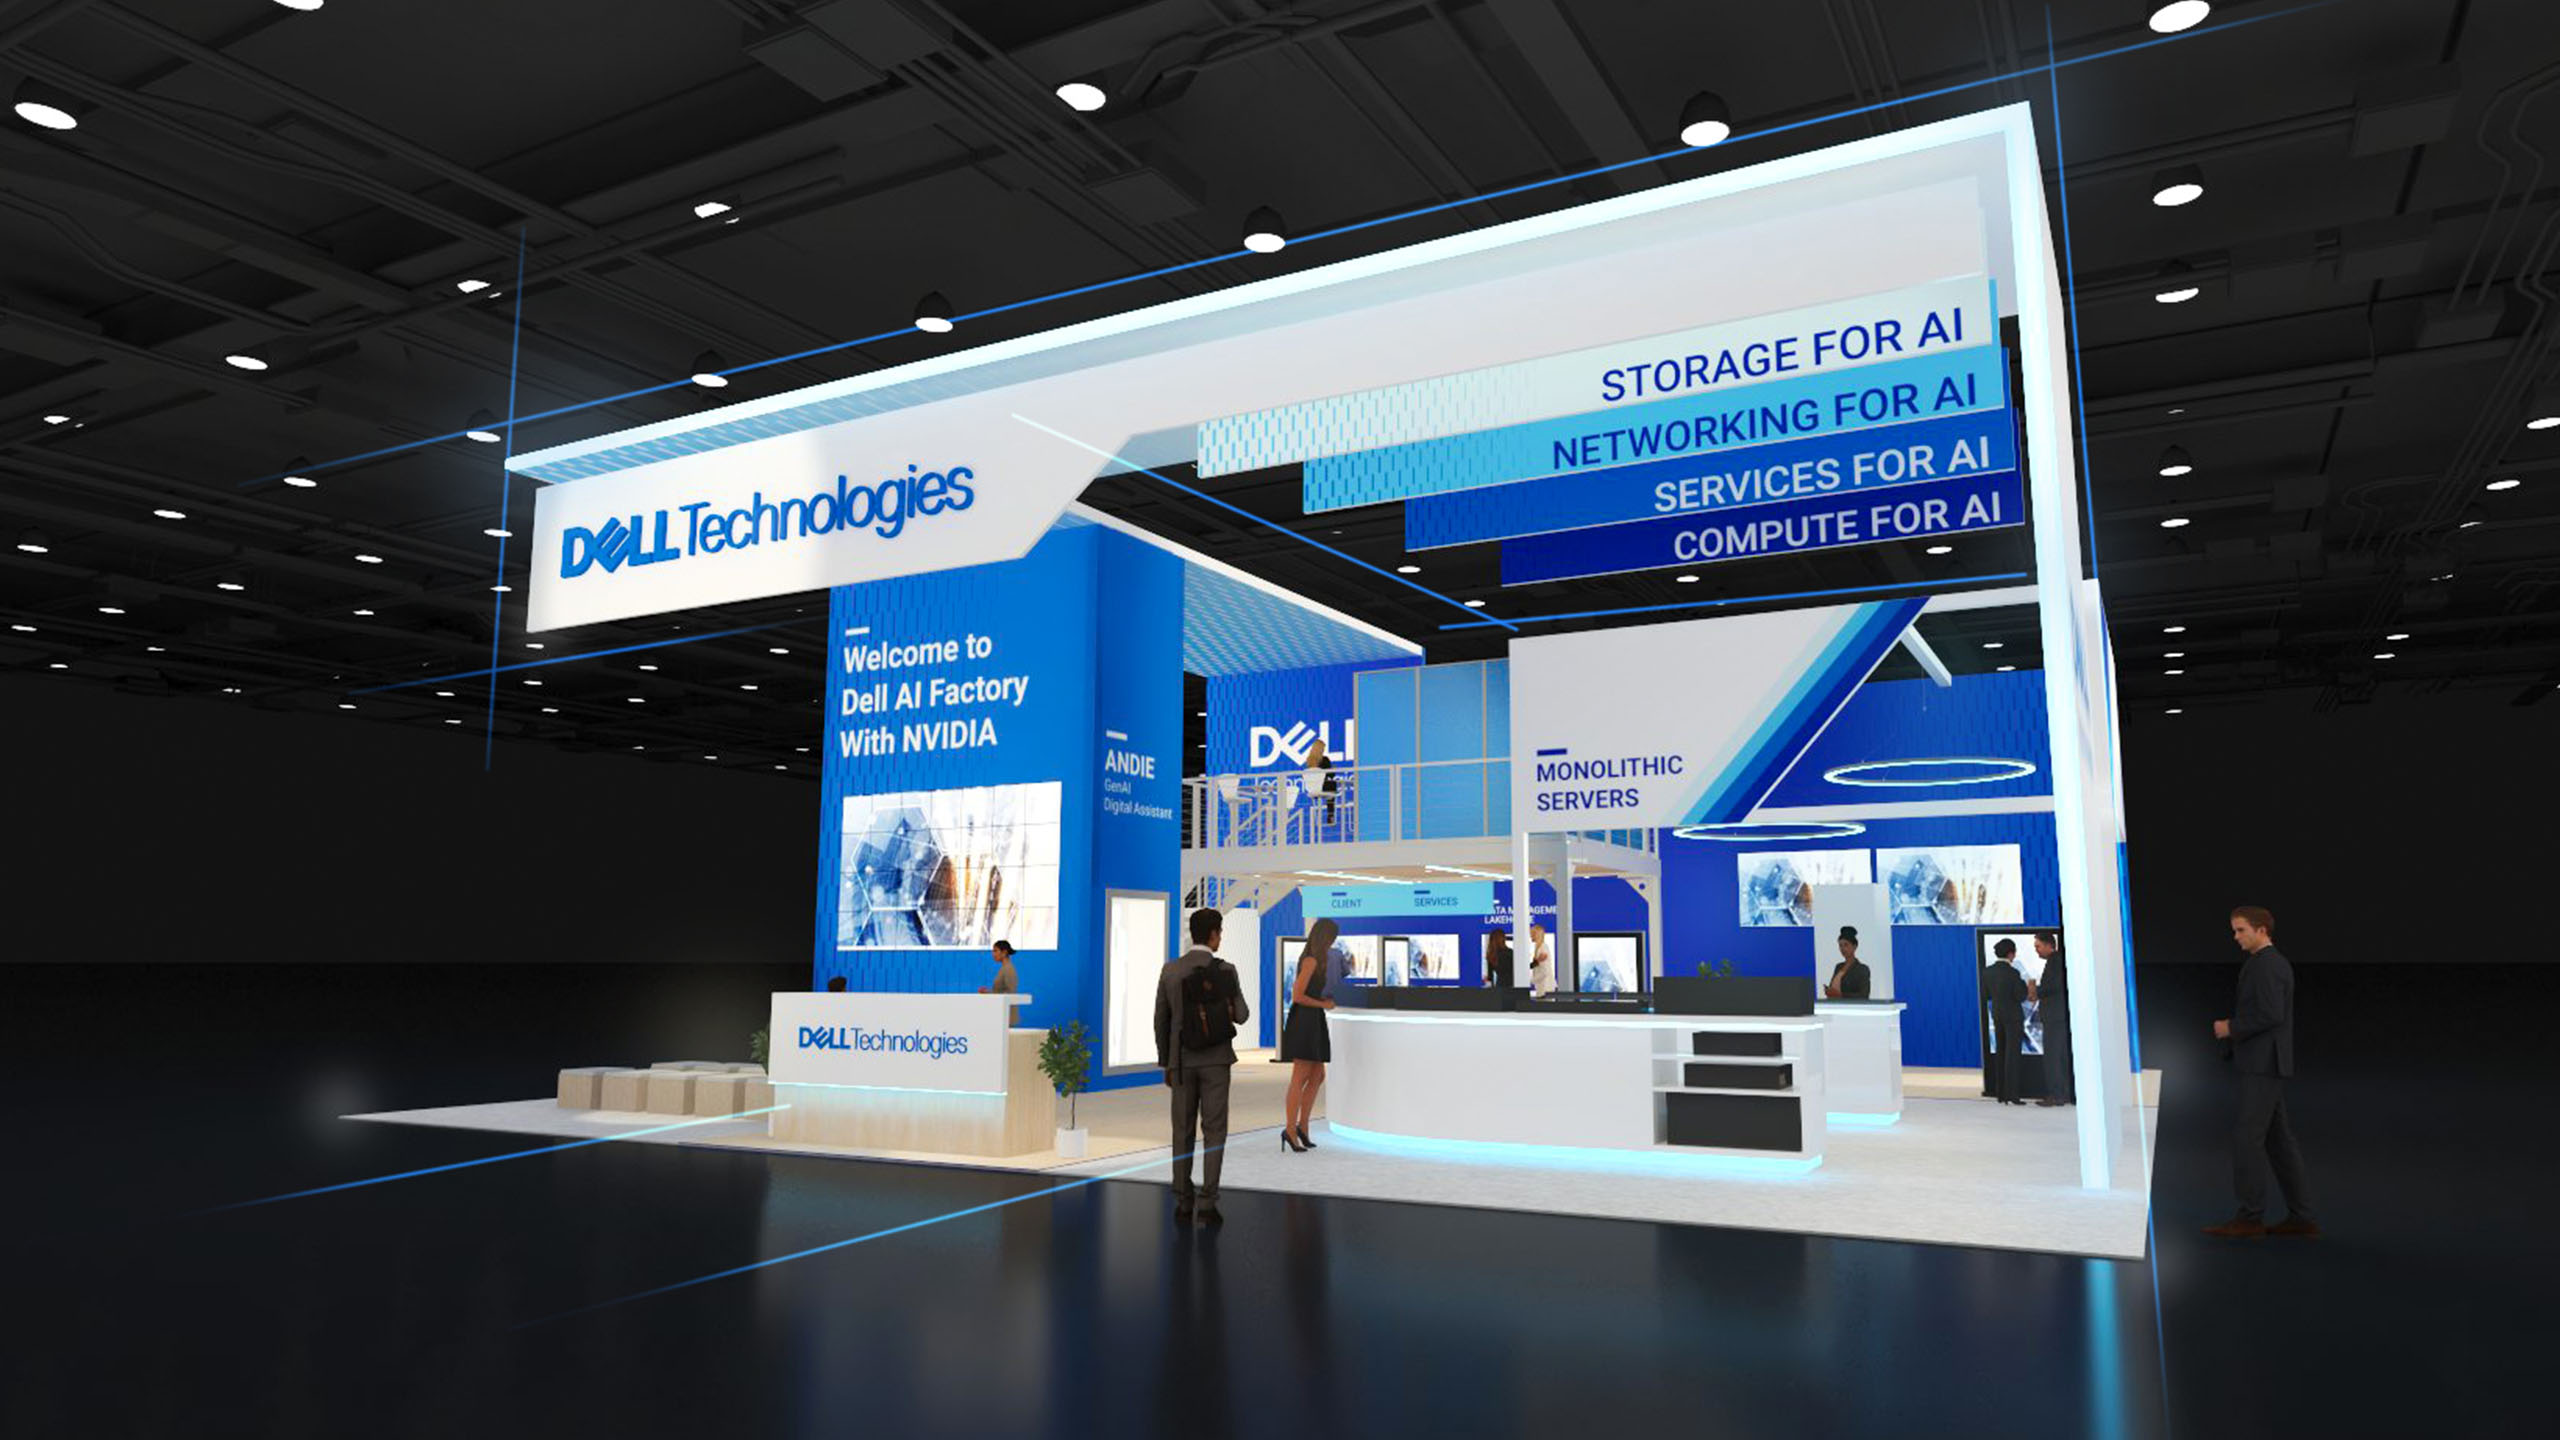 DELL Technologies
STORAGE FOR AI
NETWORKING FOR AI
SERVICES FOR AI
COMPUTE FOR AI
Welcome to
Dell AI Factory
With NVIDIA
ANDIE
GenAI
Digital Assistant
DELL
MONOLITHIC
SERVERS
CLIENT
SERVICES
DELL Technologies